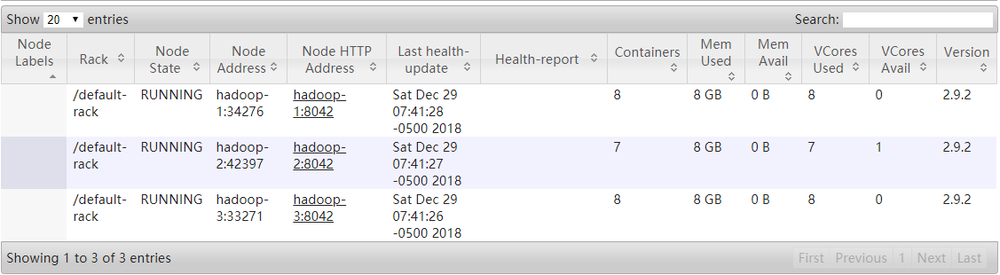 Show 20 entries Search:
Node Labels Rack Node State Node Address Node HTTP Address Last health-update Health-report Containers Mem Used Mem Avail VCores Used VCores Avail Version
/default-rack RUNNING hadoop-1:34276 hadoop-1:8042 Sat Dec 29 07:41:28 -0500 2018 8 8 GB 0 B 8 0 2.9.2
/default-rack RUNNING hadoop-2:42397 hadoop-2:8042 Sat Dec 29 07:41:27 -0500 2018 7 8 GB 0 B 7 1 2.9.2
/default-rack RUNNING hadoop-3:33271 hadoop-3:8042 Sat Dec 29 07:41:26 -0500 2018 8 8 GB 0 B 8 0 2.9.2
Showing 1 to 3 of 3 entries First Previous 1 Next Last